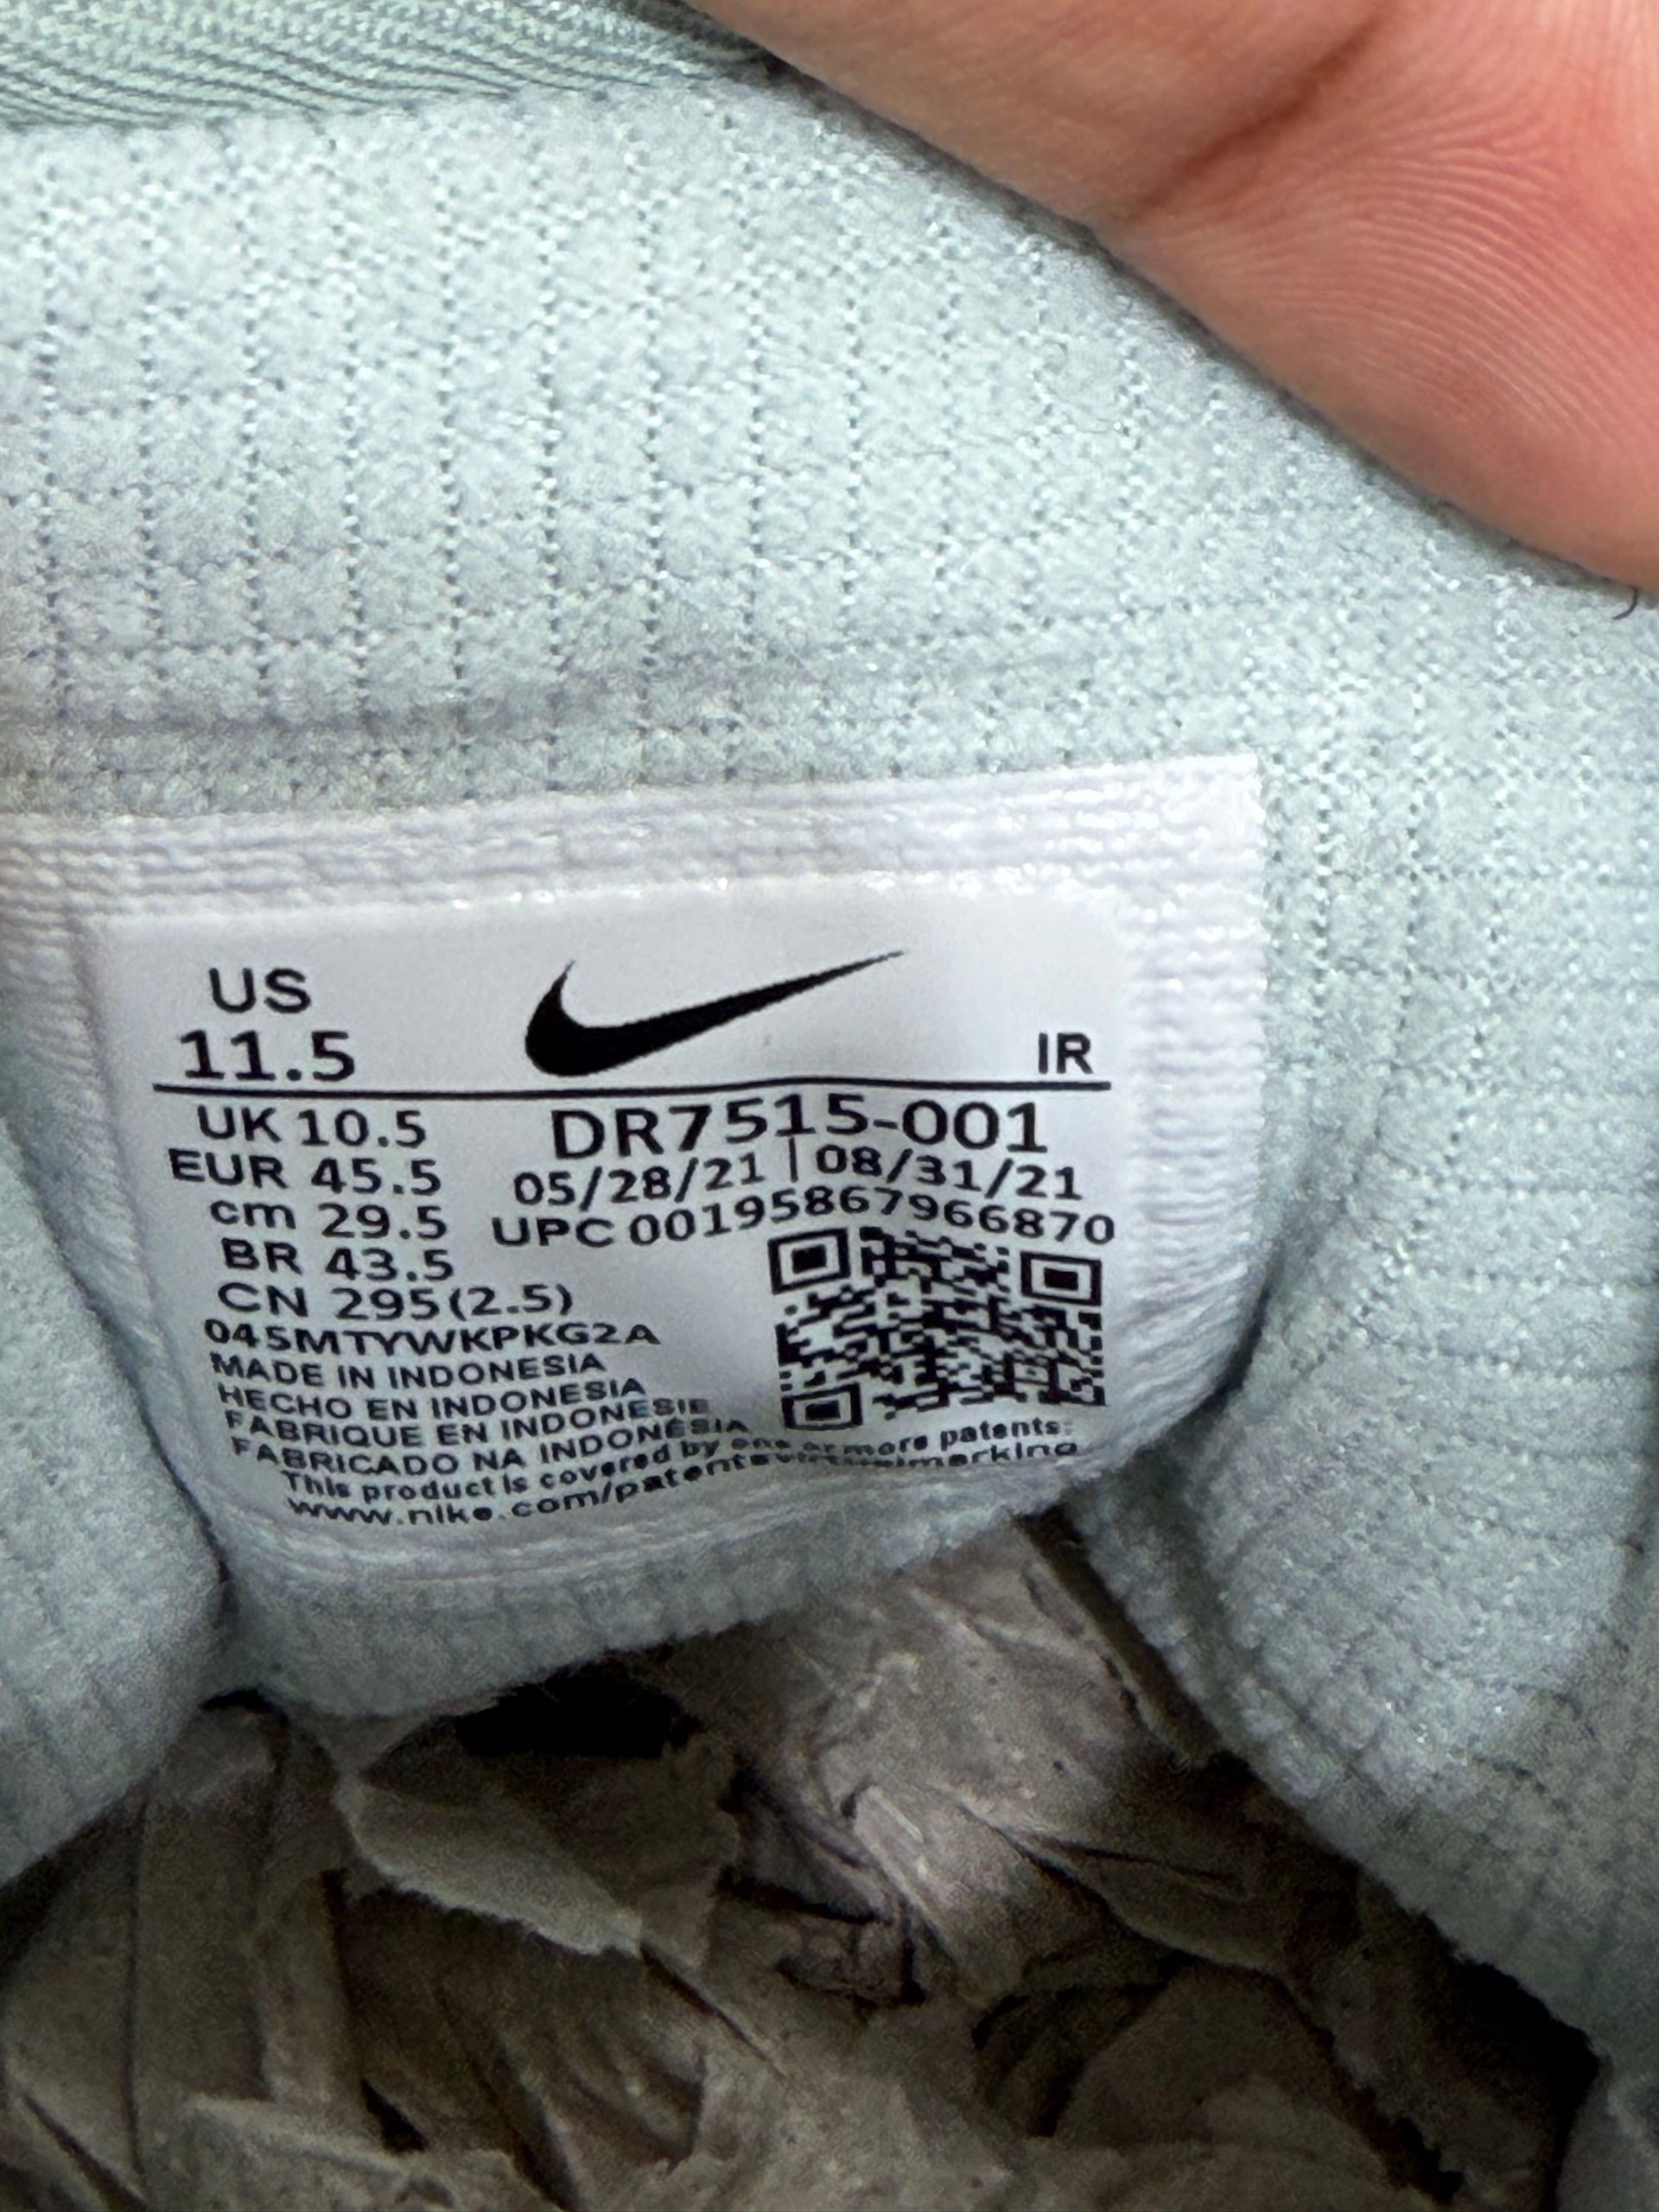 US
11.5
IR
UK 10.5
EUR 45.5
cm 29.5
BR 43.5
CN 295(2.5)
DR7515-001
05/28/21 | 08/31/21
UPC 00195867966870
045MTYWKPKG2A
MADE IN INDONESIA
HECHO EN INDONESIA
FABRIQUE EN INDONESIE
FABRICADO NA INDONÉSIA
This product is covered by one or more patents:
www.nike.com/patentsvirtualmarking